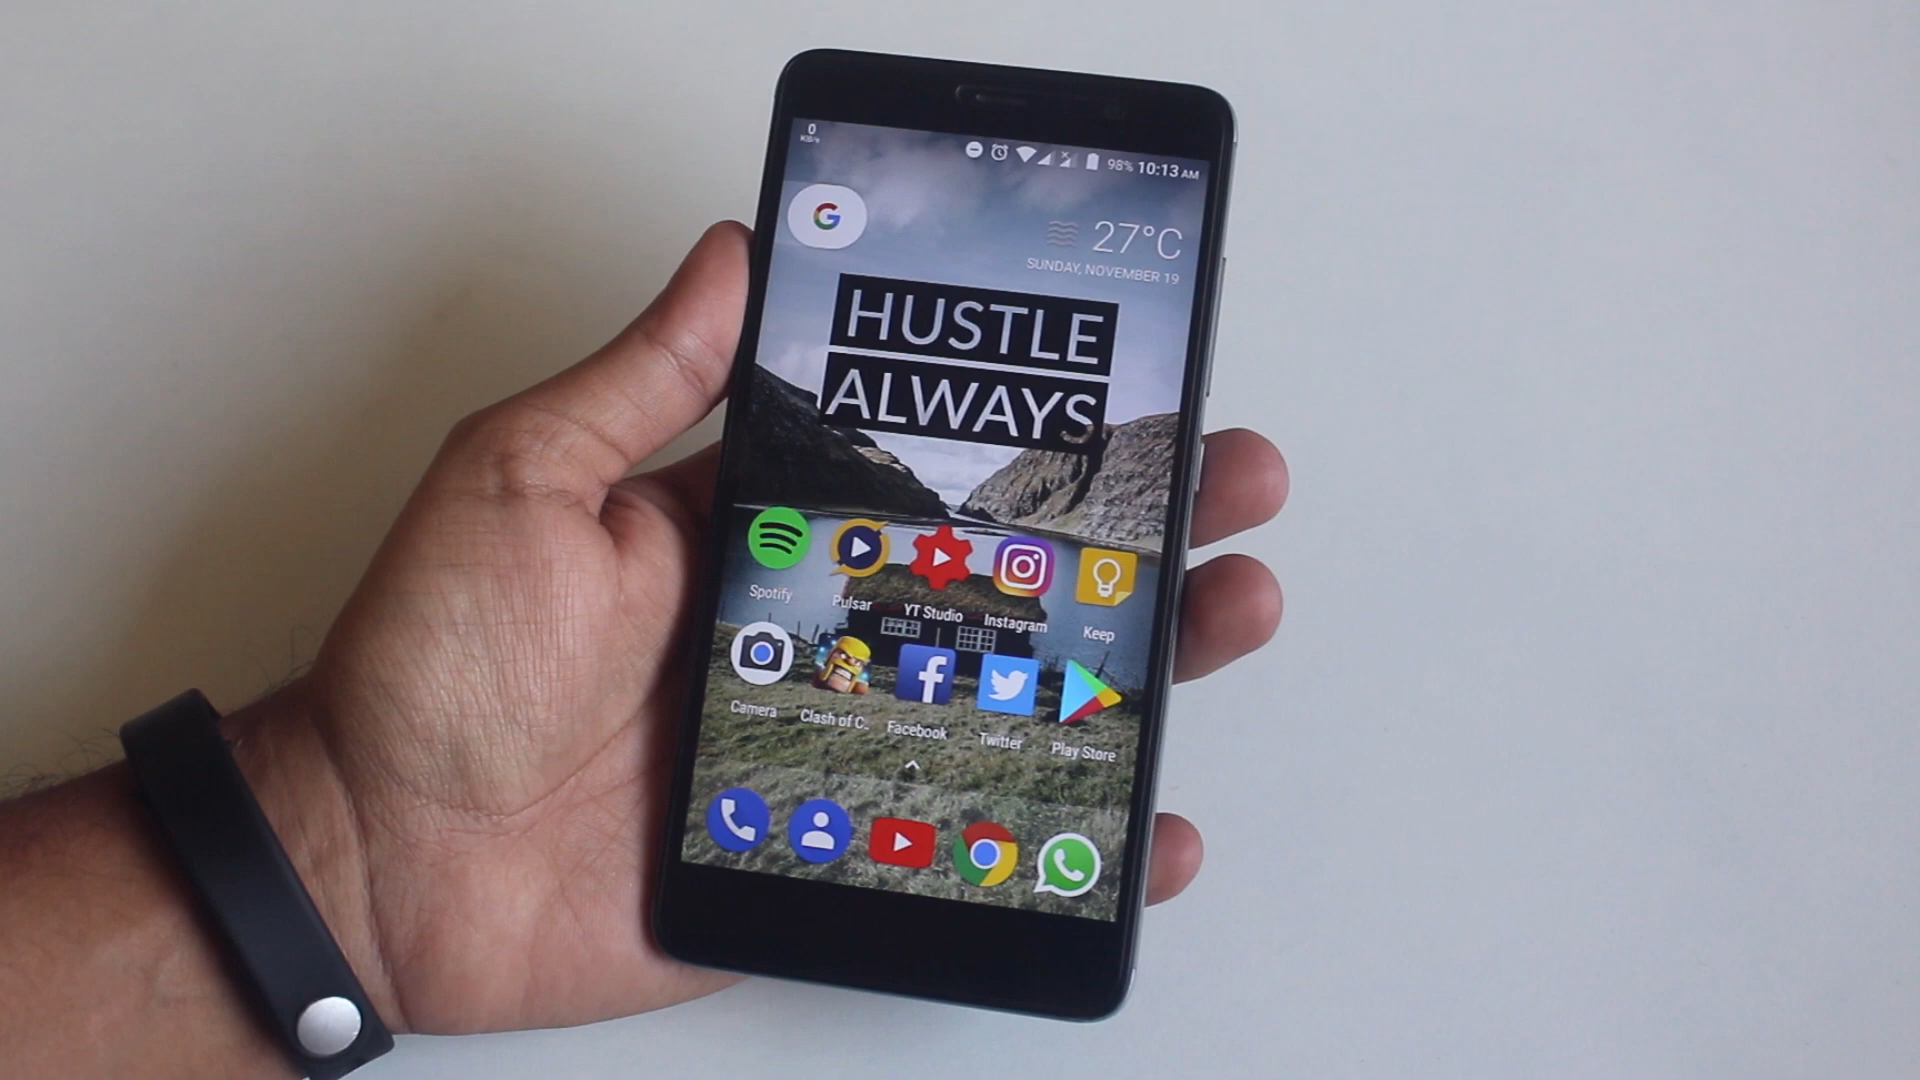 0
KB/s
98% 10:13 AM
G
27°C
SUNDAY, NOVEMBER 19
HUSTLE
ALWAYS.
Spotify Pulsar YT Studio Instagram Keep
Camera Clash of C.. Facebook Twitter Play Store